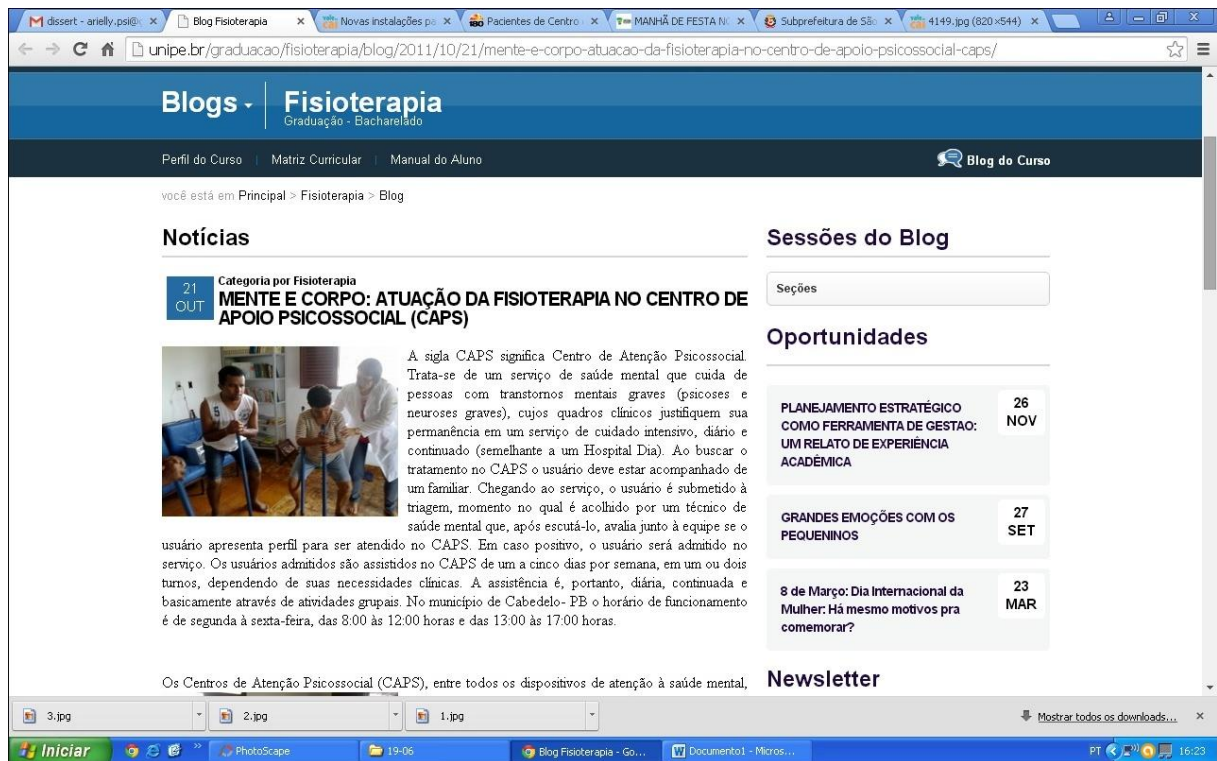 dissert - arielly.psi@g
Blog Fisioterapia
Novas instalações pa
Pacientes de Centro
MANHÃ DE FESTA NO
Subprefeitura de São
4149.jpg (820×544)
unipe.br/graduacao/fisioterapia/blog/2011/10/21/mente-e-corpo-atuacao-da-fisioterapia-no-centro-de-apoio-psicossocial-caps/
Blogs
Fisioterapia
Graduação - Bacharelado
Perfil do Curso | Matriz Curricular | Manual do Aluno
Blog do Curso
você está em Principal > Fisioterapia > Blog
Notícias
21
OUT
Categoria por Fisioterapia
MENTE E CORPO: ATUAÇÃO DA FISIOTERAPIA NO CENTRO DE
APOIO PSICOSSOCIAL (CAPS)
A sigla CAPS significa Centro de Atenção Psicossocial.
Trata-se de um serviço de saúde mental que cuida de
pessoas com transtornos mentais graves (psicoses e
neuroses graves), cujos quadros clínicos justifiquem sua
permanência em um serviço de cuidado intensivo, diário e
continuado (semelhante a um Hospital Dia). Ao buscar o
tratamento no CAPS o usuário deve estar acompanhado de
um familiar. Chegando ao serviço, o usuário é submetido à
triagem, momento no qual é acolhido por um técnico de
saúde mental que, após escutá-lo, avalia junto à equipe se o
usuário apresenta perfil para ser atendido no CAPS. Em caso positivo, o usuário será admitido no
serviço. Os usuários admitidos são assistidos no CAPS de um a cinco dias por semana, em um ou dois
turnos, dependendo de suas necessidades clínicas. A assistência é, portanto, diária, continuada e
basicamente através de atividades grupais. No município de Cabedelo- PB o horário de funcionamento
é de segunda à sexta-feira, das 8:00 às 12:00 horas e das 13:00 às 17:00 horas.
Os Centros de Atenção Psicossocial (CAPS), entre todos os dispositivos de atenção à saúde mental,
Sessões do Blog
Seções
Oportunidades
PLANEJAMENTO ESTRATÉGICO
COMO FERRAMENTA DE GESTAO:
UM RELATO DE EXPERIÊNCIA
ACADÊMICA
26
NOV
GRANDES EMOÇÕES COM OS
PEQUENINOS
27
SET
8 de Março: Dia Internacional da
Mulher: Há mesmo motivos pra
comemorar?
23
MAR
Newsletter
3.jpg
2.jpg
1.jpg
Mostrar todos os downloads...
Iniciar
PhotoScape
19-06
Blog Fisioterapia - Go...
Documento1 - Micros...
PT
16:23